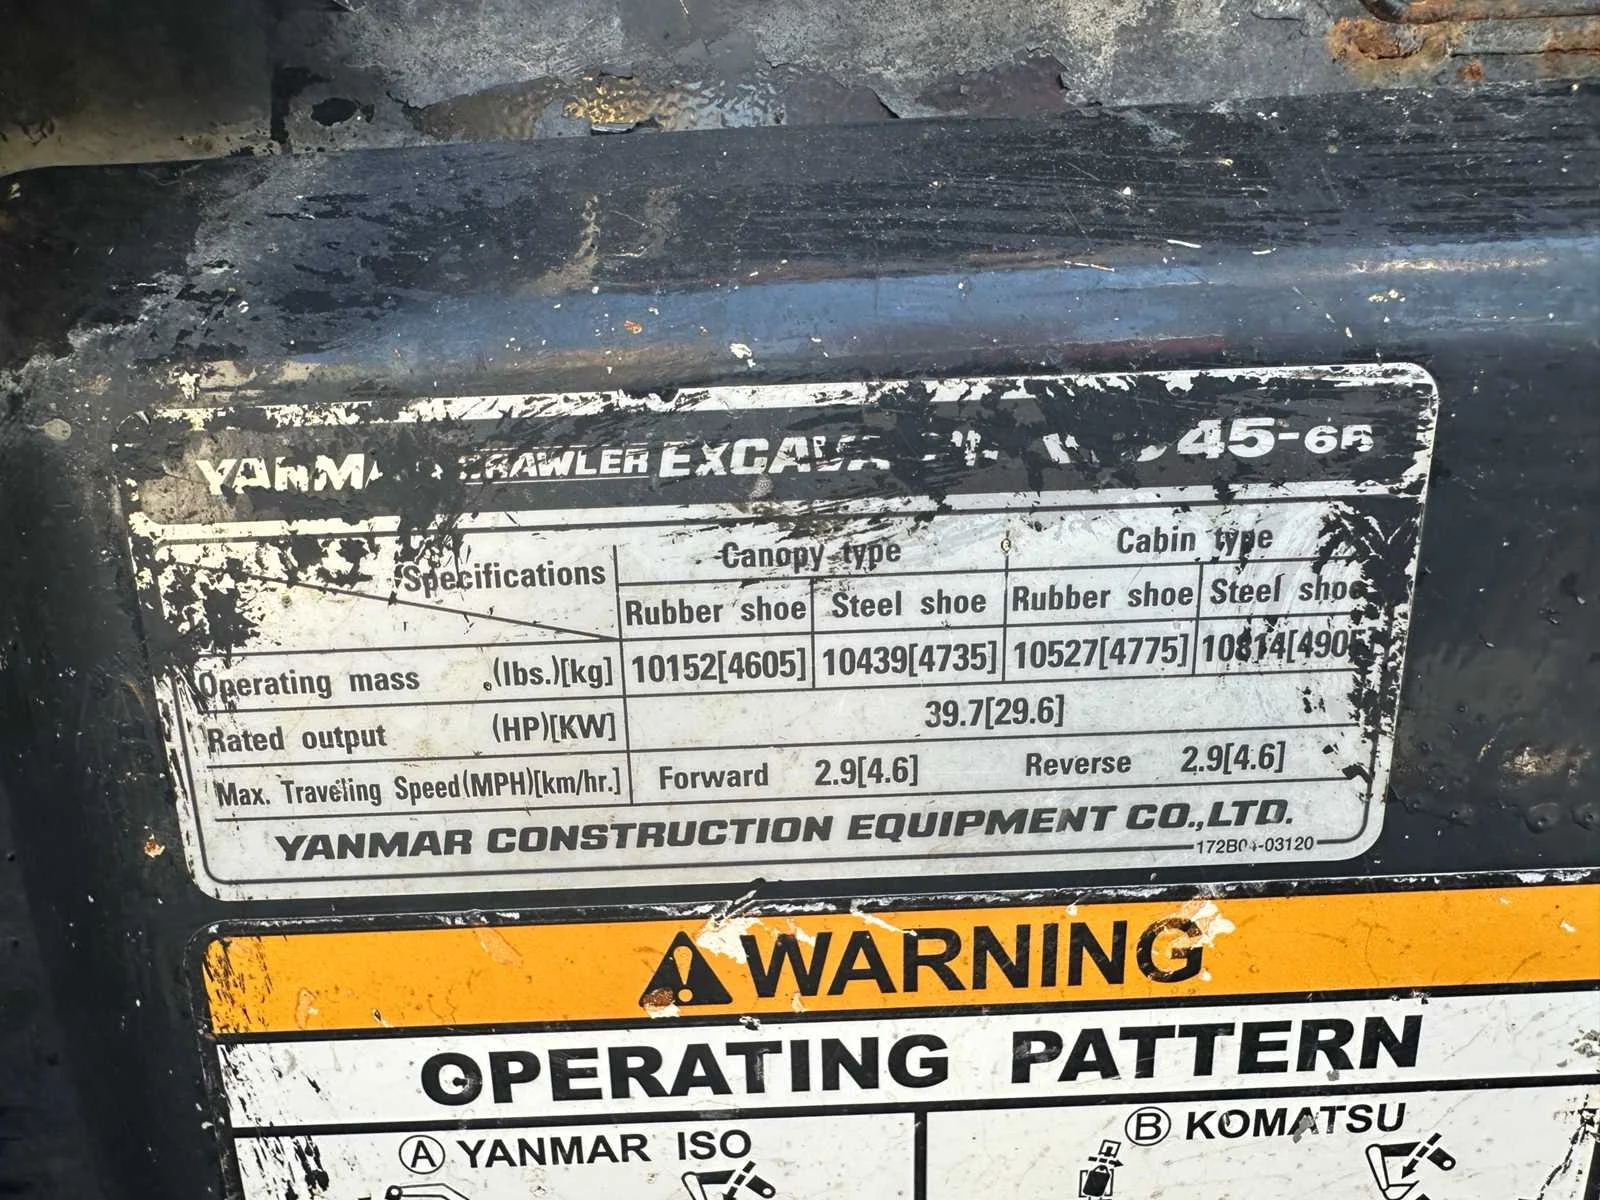 CRAWLER 45-6
Canopy type Cabin type
Specifications
Rubber shoe Steel shoe Rubber shoe Steel shoe
Operating mass (lbs.)[kg] 10152[4605] 10439[4735] 10527[4775] 10814[4905]
Rated output (HP)[KW] 39.7[29.6]
Max. Traveling Speed(MPH)[km/hr.] Forward 2.9[4.6] Reverse 2.9[4.6]
YANMAR CONSTRUCTION EQUIPMENT CO.,LTD.
WARNING
OPERATING PATTERN
Ⓐ YANMAR ISO Ⓑ KOMATSU